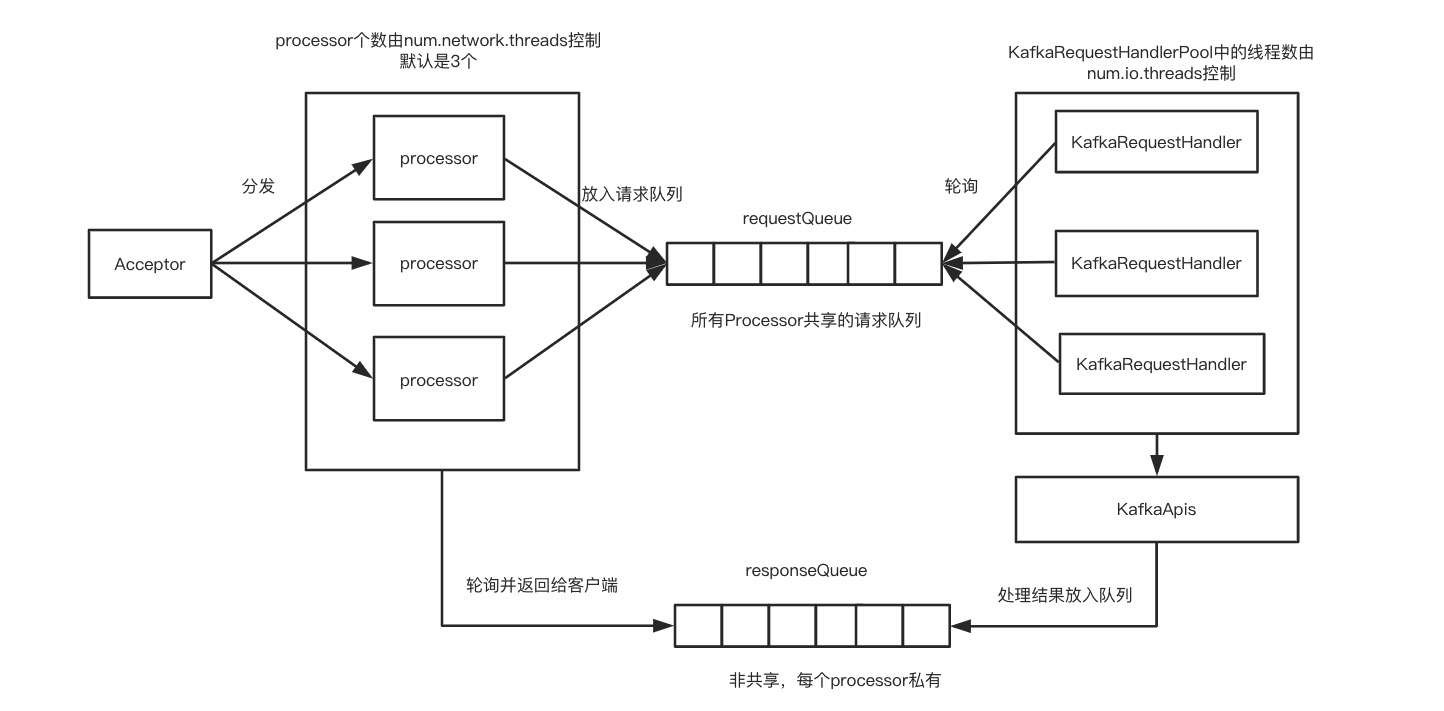 processor个数由num.network.threads控制
默认是3个
KafkaRequestHandlerPool中的线程数由
num.io.threads控制
processor
KafkaRequestHandler
分发
放入请求队列
轮询
requestQueue
Acceptor
processor
KafkaRequestHandler
所有Processor共享的请求队列
processor
KafkaRequestHandler
KafkaApis
responseQueue
轮询并返回给客户端
处理结果放入队列
非共享，每个processor私有